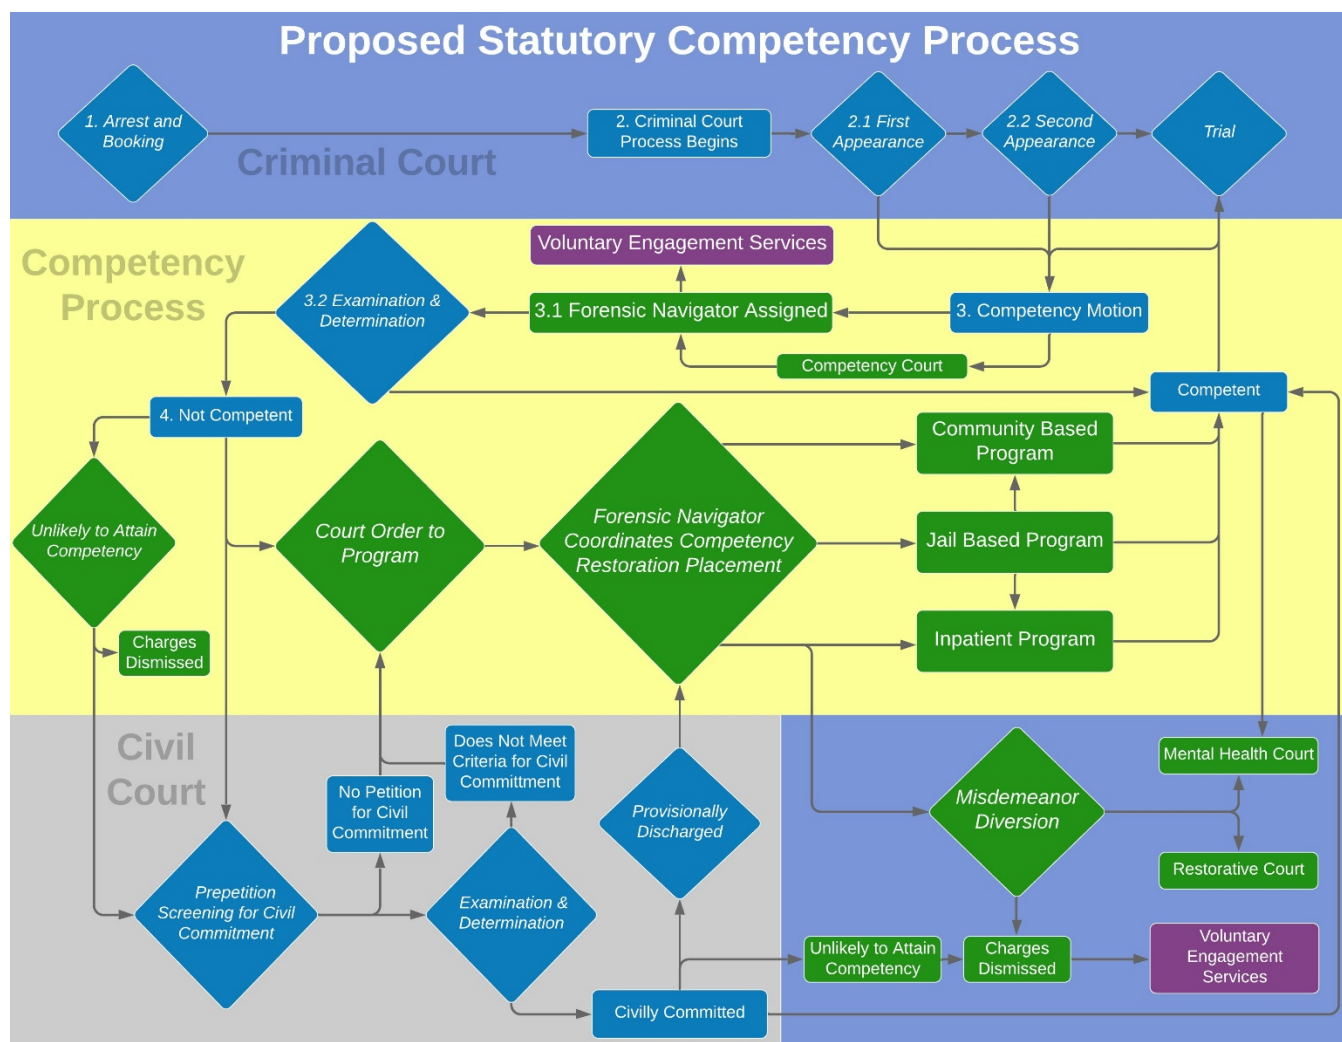 Proposed Statutory Competency Process
1. Arrest and
Booking
2. Criminal Court
Process Begins
2.1 First
Appearance
2.2 Second
Appearance
Trial
Criminal Court
Competency
Process
Voluntary Engagement Services
3.2 Examination &
Determination
3.1 Forensic Navigator Assigned
3. Competency Motion
Competency Court
Competent
4. Not Competent
Unlikely to Attain
Competency
Court Order to
Program
Forensic Navigator
Coordinates Competency
Restoration Placement
Community Based
Program
Jail Based Program
Inpatient Program
Charges
Dismissed
Civil
Court
Does Not Meet
Criteria for Civil
Committment
No Petition
for Civil
Commitment
Provisionally
Discharged
Prepetition
Screening for Civil
Commitment
Examination &
Determination
Civilly Committed
Misdemeanor
Diversion
Mental Health Court
Restorative Court
Unlikely to Attain
Competency
Charges
Dismissed
Voluntary
Engagement
Services